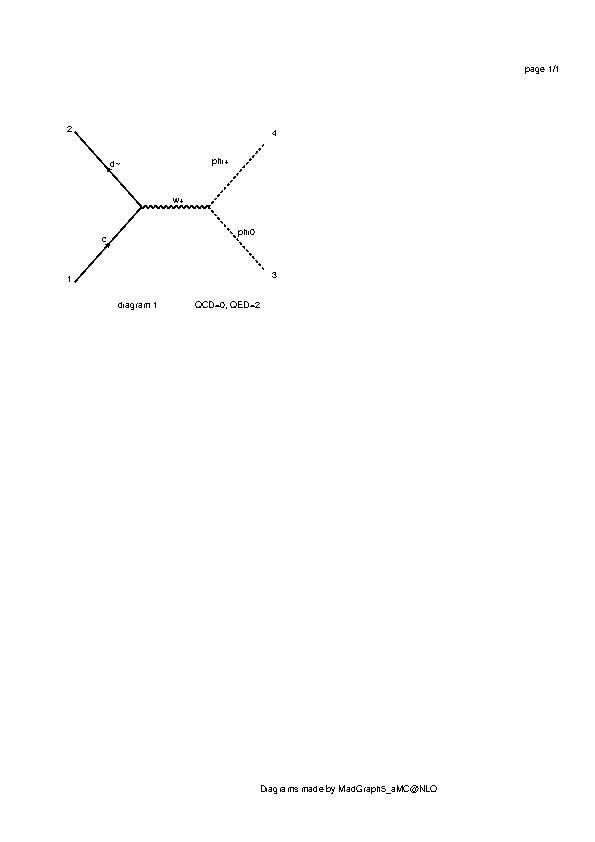 page 1/1
2
4
d~
phi+
w+
c
phi0
1
3
diagram 1 QCD=0, QED=2
Diagrams made by MadGraph5_aMC@NLO